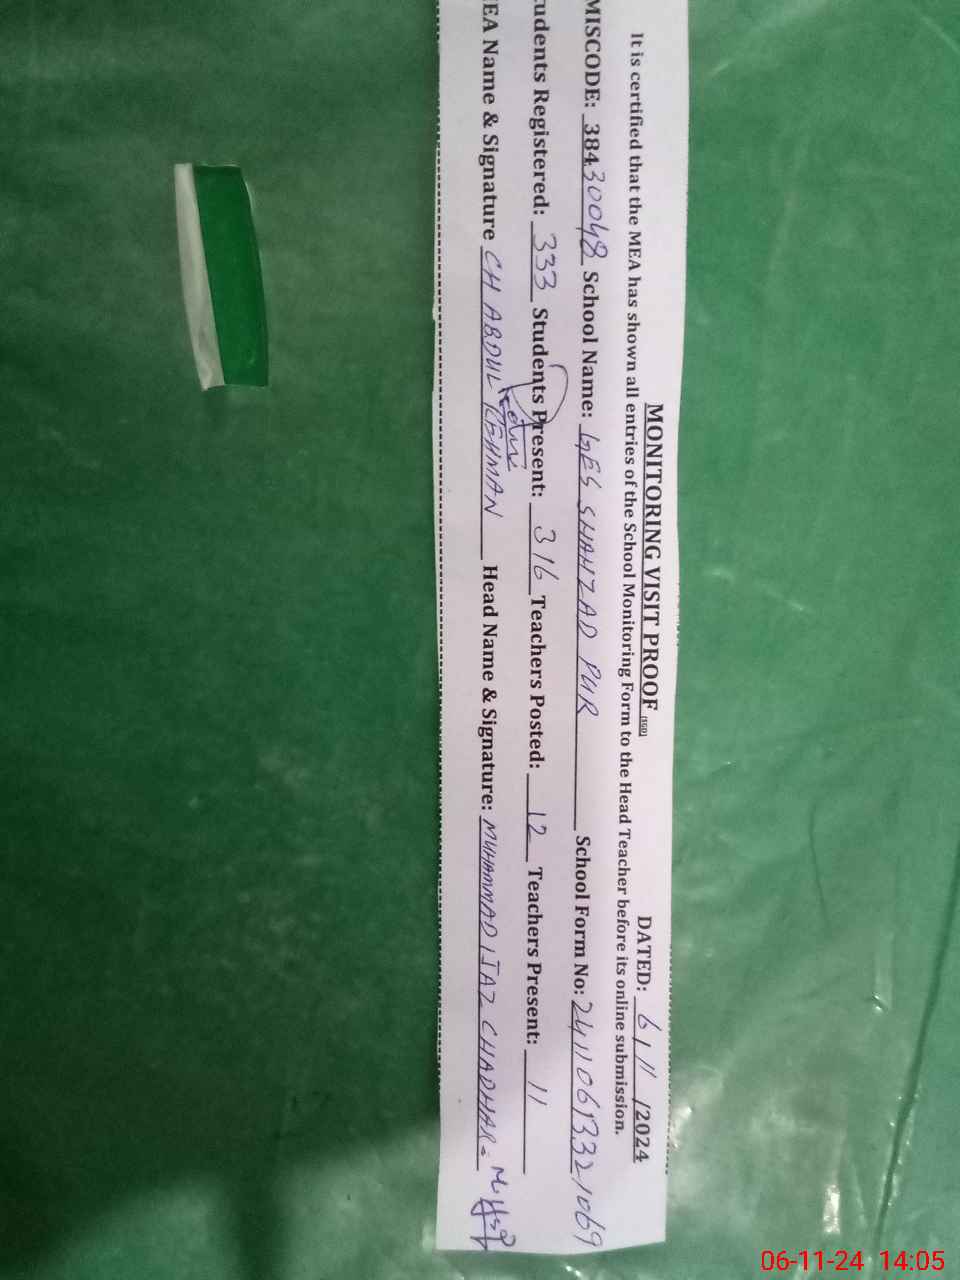 MONITORING VISIT PROOF DATED: 6/11/2024
It is certified that the MEA has shown all entries of the School Monitoring Form to the Head Teacher before its online submission.
MISCODE: 38430048 School Name: GES SHAHZAD PUR School Form No: 24110613321069
tudents Registered: 333 Students Present: 316 Teachers Posted: 12 Teachers Present: 11
EA Name & Signature CH ABDUL REHMAN Head Name & Signature: MUHAMMAD IJAZ CHADHAR
06-11-24 14:05